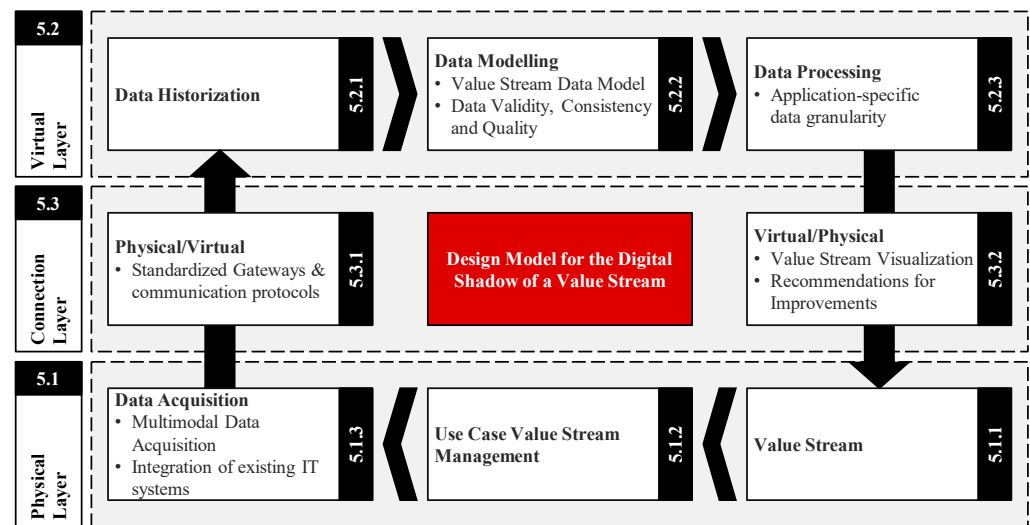 5.2
Virtual
Layer
Data Historization
5.2.1
Data Modelling
• Value Stream Data Model
• Data Validity, Consistency
and Quality
5.2.2
Data Processing
• Application-specific
data granularity
5.2.3
5.3
Connection
Layer
Physical/Virtual
• Standardized Gateways &
communication protocols
5.3.1
Design Model for the Digital
Shadow of a Value Stream
Virtual/Physical
• Value Stream Visualization
• Recommendations for
Improvements
5.3.2
5.1
Physical
Layer
Data Acquisition
• Multimodal Data
Acquisition
• Integration of existing IT
systems
5.1.3
Use Case Value Stream
Management
5.1.2
Value Stream
5.1.1